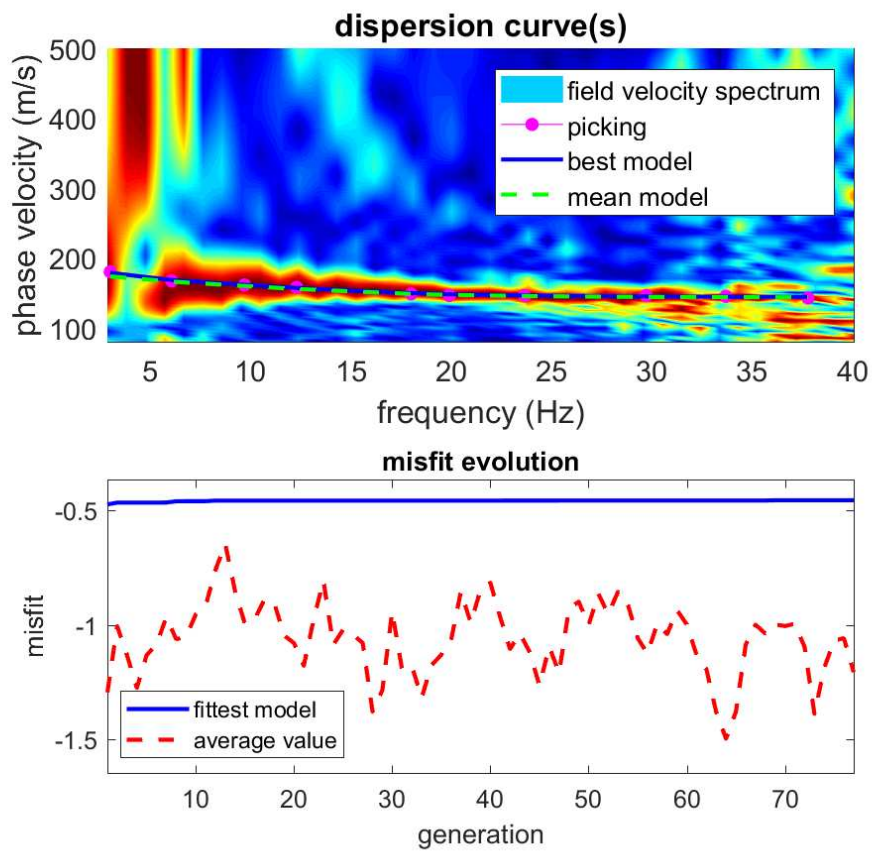 dispersion curve(s)
500
400
300
200
100
phase velocity (m/s)
field velocity spectrum
picking
best model
mean model
5
10
15
20
25
30
35
40
frequency (Hz)
misfit evolution
-0.5
-1
-1.5
misfit
fittest model
average value
10
20
30
40
50
60
70
generation